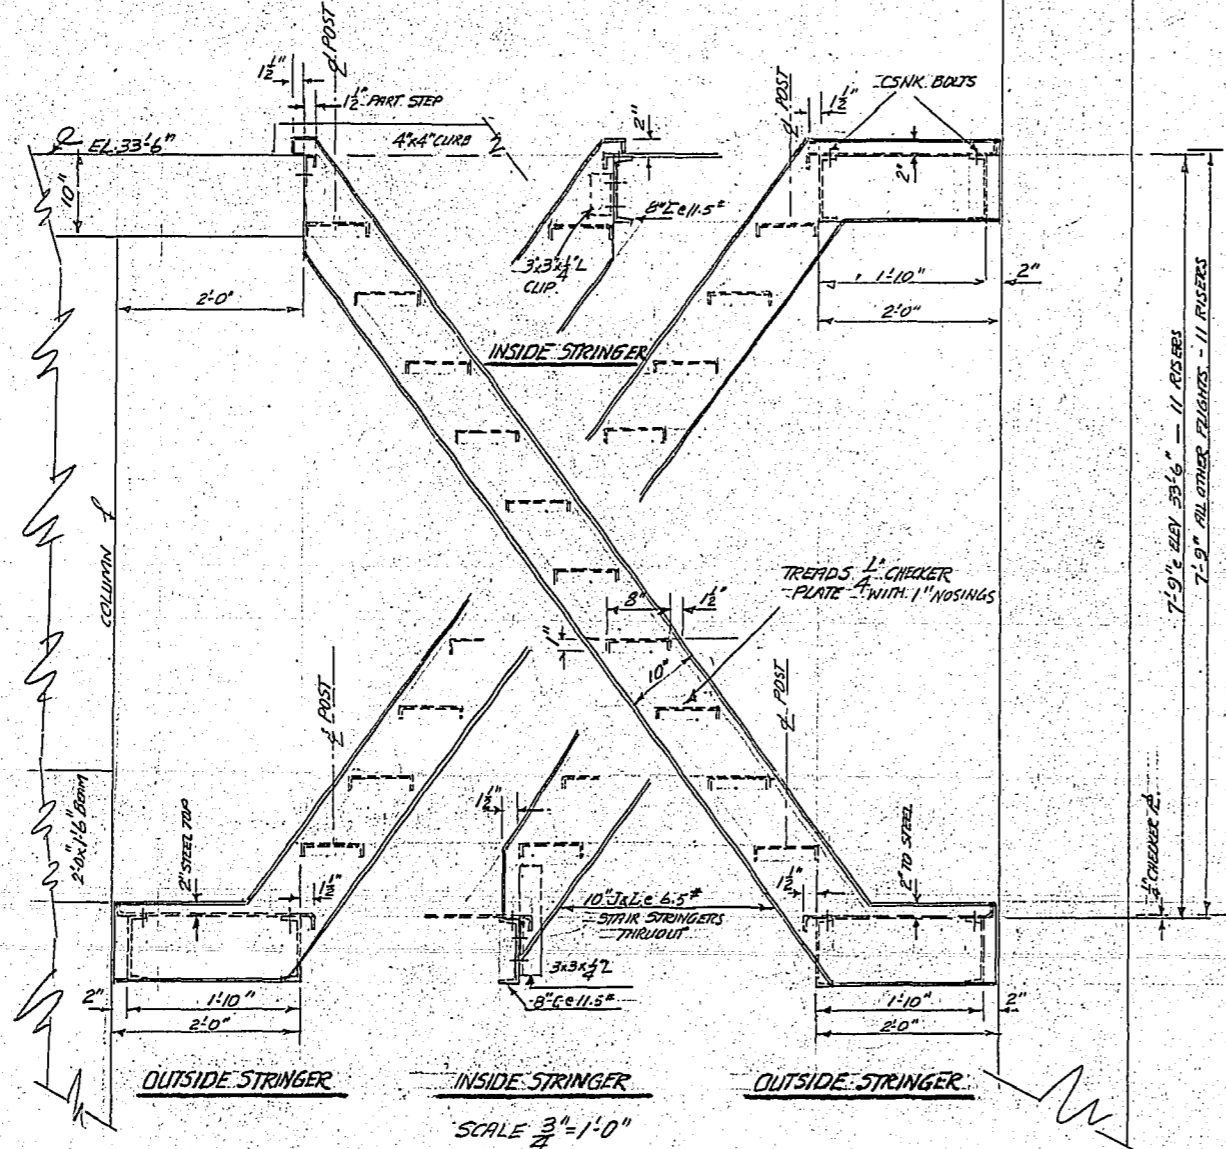 1½"
℄ POST
1½" PART. STEP
EL. 33'-6"
4"x4" CURB
2"
℄ POST
1½"
CSNK. BOLTS
10"
2"
8"[@11.5#
3"x3"x¼"L
CLIP.
1'-10"
2"
2'-0"
2'-0"
INSIDE STRINGER
7'-9" @ ELEV 33'-6" — 11 RISERS
7'-9" ALL OTHER FLIGHTS - 11 RISERS
COLUMN
TREADS ¼" CHECKER
PLATE WITH 1" NOSINGS
8"
1½"
1"
10"
℄ POST
℄ POST
2'-0"x1'-6" BEAM
2" STEEL TOP
1½"
1½"
1½"
2" TO STEEL
¼" CHECKER ℄
10" J&L @ 6.5#
STAIR STRINGERS
THRUOUT
3x3x¼ L
8"[@11.5#
2"
1'-10"
2'-0"
1'-10"
2"
2'-0"
OUTSIDE STRINGER
INSIDE STRINGER
OUTSIDE STRINGER
SCALE ¾"=1'-0"